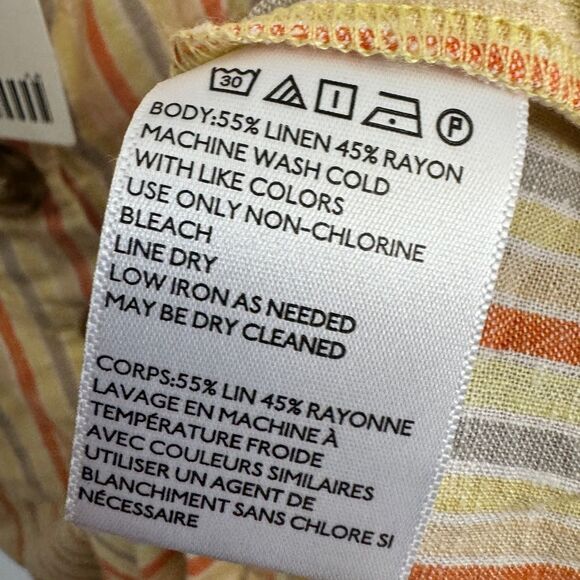 30 P
BODY:55% LINEN 45% RAYON
MACHINE WASH COLD
WITH LIKE COLORS
USE ONLY NON-CHLORINE
BLEACH
LINE DRY
LOW IRON AS NEEDED
MAY BE DRY CLEANED
CORPS:55% LIN 45% RAYONNE
LAVAGE EN MACHINE À
TEMPÉRATURE FROIDE
AVEC COULEURS SIMILAIRES
UTILISER UN AGENT DE
BLANCHIMENT SANS CHLORE SI
NÉCESSAIRE